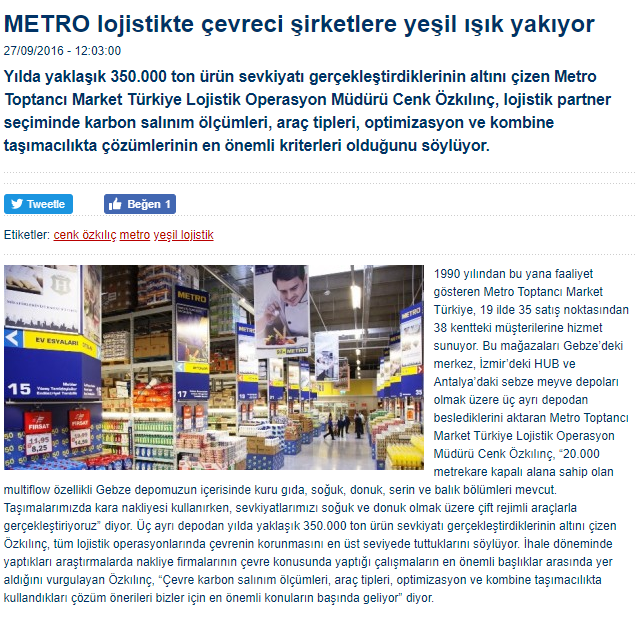 METRO lojistikte çevreci şirketlere yeşil ışık yakıyor
27/09/2016 - 12:03:00
Yılda yaklaşık 350.000 ton ürün sevkiyatı gerçekleştirdiklerinin altını çizen Metro
Toptancı Market Türkiye Lojistik Operasyon Müdürü Cenk Özkılınç, lojistik partner
seçiminde karbon salınım ölçümleri, araç tipleri, optimizasyon ve kombine
taşımacılıkta çözümlerinin en önemli kriterleri olduğunu söylüyor.
Tweetle
Beğen 1
Etiketler: cenk özkılıç metro yeşil lojistik
METRO
METRO
EV EŞYALARI
15
17
FIRSAT
11,95
8,25
FIRSAT
METRO
35
1990 yılından bu yana faaliyet
gösteren Metro Toptancı Market
Türkiye, 19 ilde 35 satış noktasından
38 kentteki müşterilerine hizmet
sunuyor. Bu mağazaları Gebze'deki
merkez, İzmir'deki HUB ve
Antalya'daki sebze meyve depoları
olmak üzere üç ayrı depodan
beslediklerini aktaran Metro Toptancı
Market Türkiye Lojistik Operasyon
Müdürü Cenk Özkılınç, “20.000
metrekare kapalı alana sahip olan
multiflow özellikli Gebze depomuzun içerisinde kuru gıda, soğuk, donuk, serin ve balık bölümleri mevcut.
Taşımalarımızda kara nakliyesi kullanırken, sevkiyatlarımızı soğuk ve donuk olmak üzere çift rejimli araçlarla
gerçekleştiriyoruz” diyor. Üç ayrı depodan yılda yaklaşık 350.000 ton ürün sevkiyatı gerçekleştirdiklerinin altını çizen
Özkılınç, tüm lojistik operasyonlarında çevrenin korunmasını en üst seviyede tuttuklarını söylüyor. İhale döneminde
yaptıkları araştırmalarda nakliye firmalarının çevre konusunda yaptığı çalışmaların en önemli başlıklar arasında yer
aldığını vurgulayan Özkılınç, “Çevre karbon salınım ölçümleri, araç tipleri, optimizasyon ve kombine taşımacılıkta
kullandıkları çözüm önerileri bizler için en önemli konuların başında geliyor” diyor.